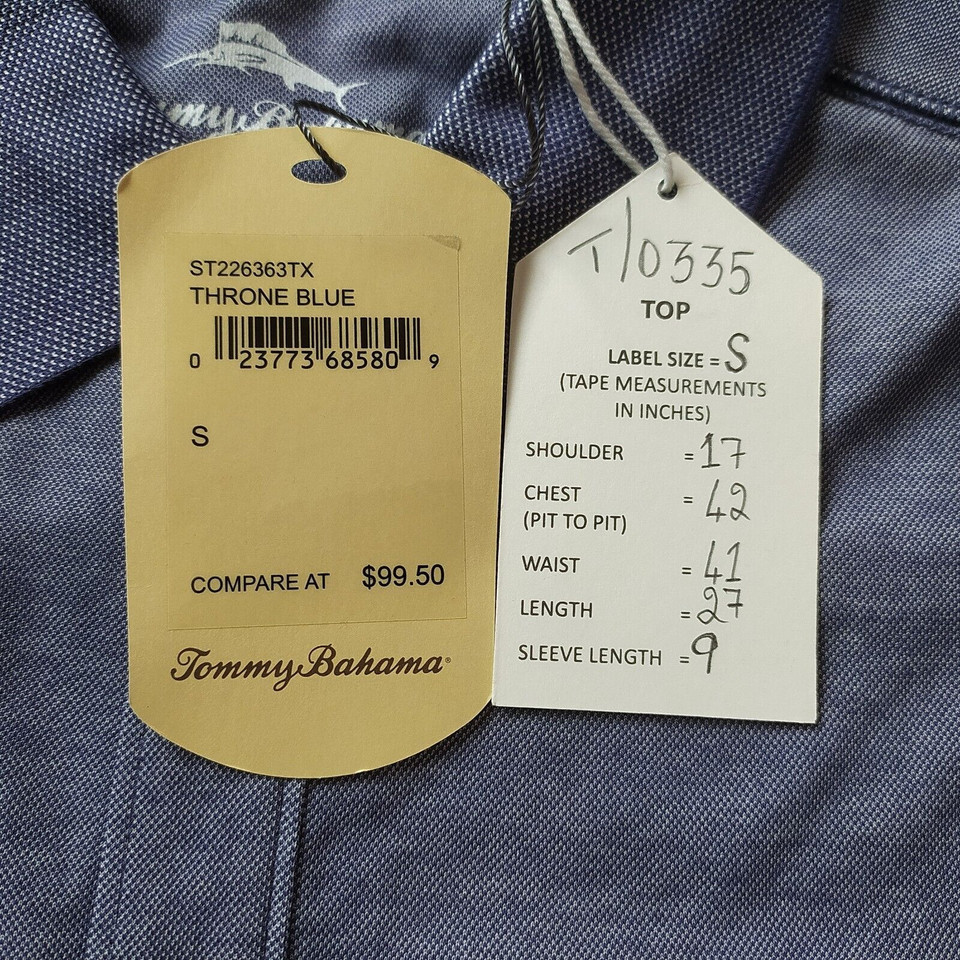 ST226363TX
THRONE BLUE
0 23773 68580 9
S
COMPARE AT $99.50
Tommy Bahama
T/0335
TOP
LABEL SIZE = S
(TAPE MEASUREMENTS
IN INCHES)
SHOULDER = 17
CHEST = 42
(PIT TO PIT)
WAIST = 41
LENGTH = 27
SLEEVE LENGTH = 9